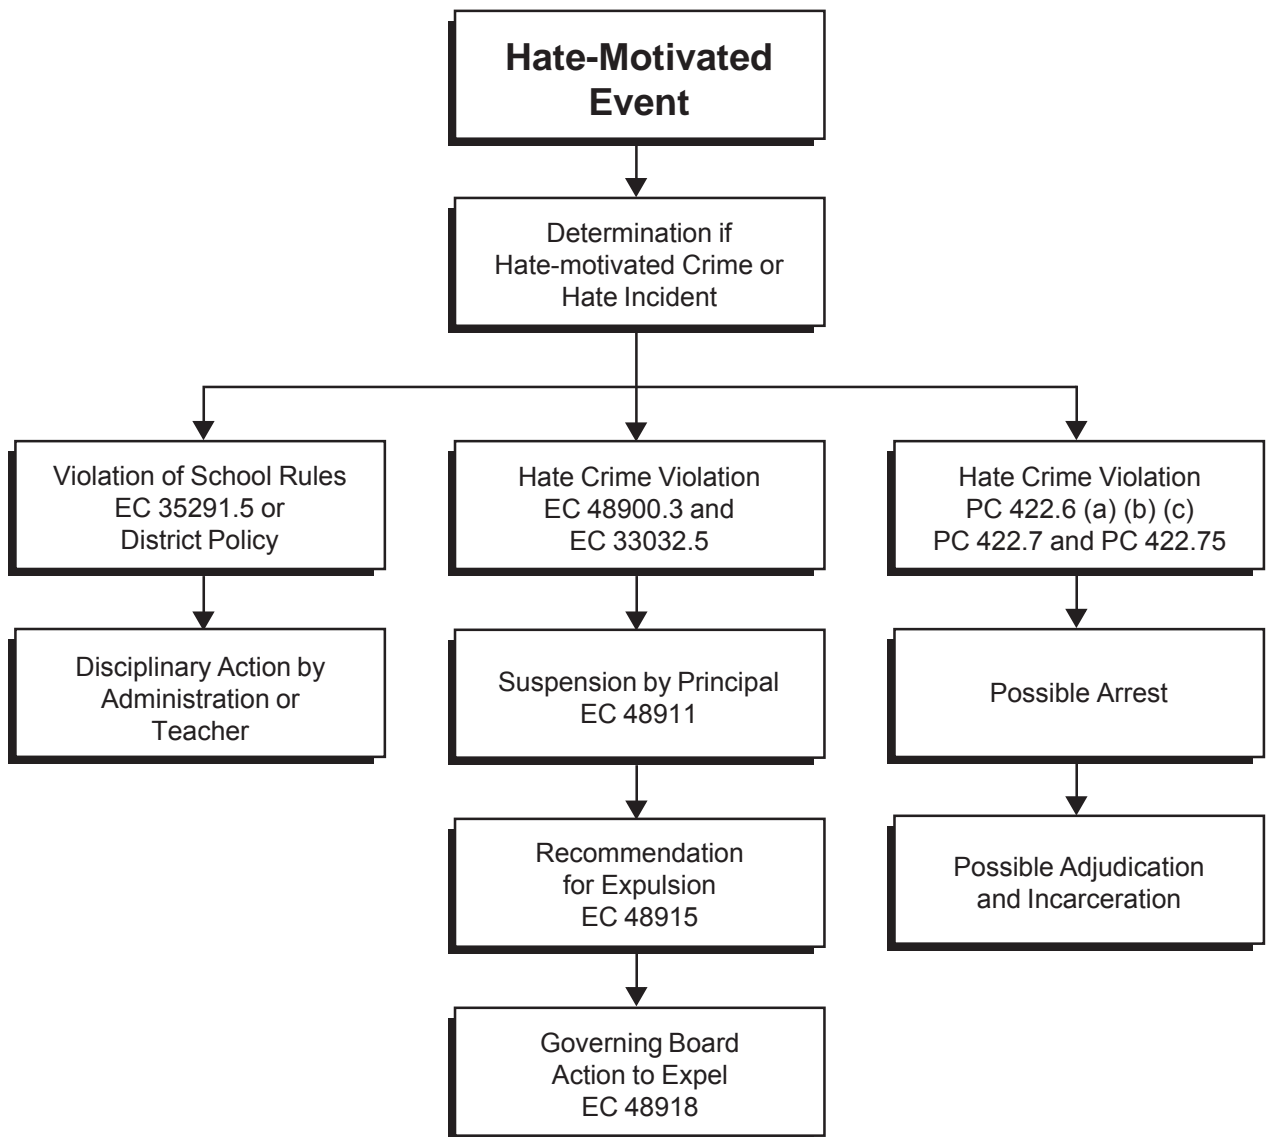 Hate-Motivated
Event
Determination if
Hate-motivated Crime or
Hate Incident
Violation of School Rules
EC 35291.5 or
District Policy
Hate Crime Violation
EC 48900.3 and
EC 33032.5
Hate Crime Violation
PC 422.6 (a) (b) (c)
PC 422.7 and PC 422.75
Disciplinary Action by
Administration or
Teacher
Suspension by Principal
EC 48911
Possible Arrest
Recommendation
for Expulsion
EC 48915
Possible Adjudication
and Incarceration
Governing Board
Action to Expel
EC 48918